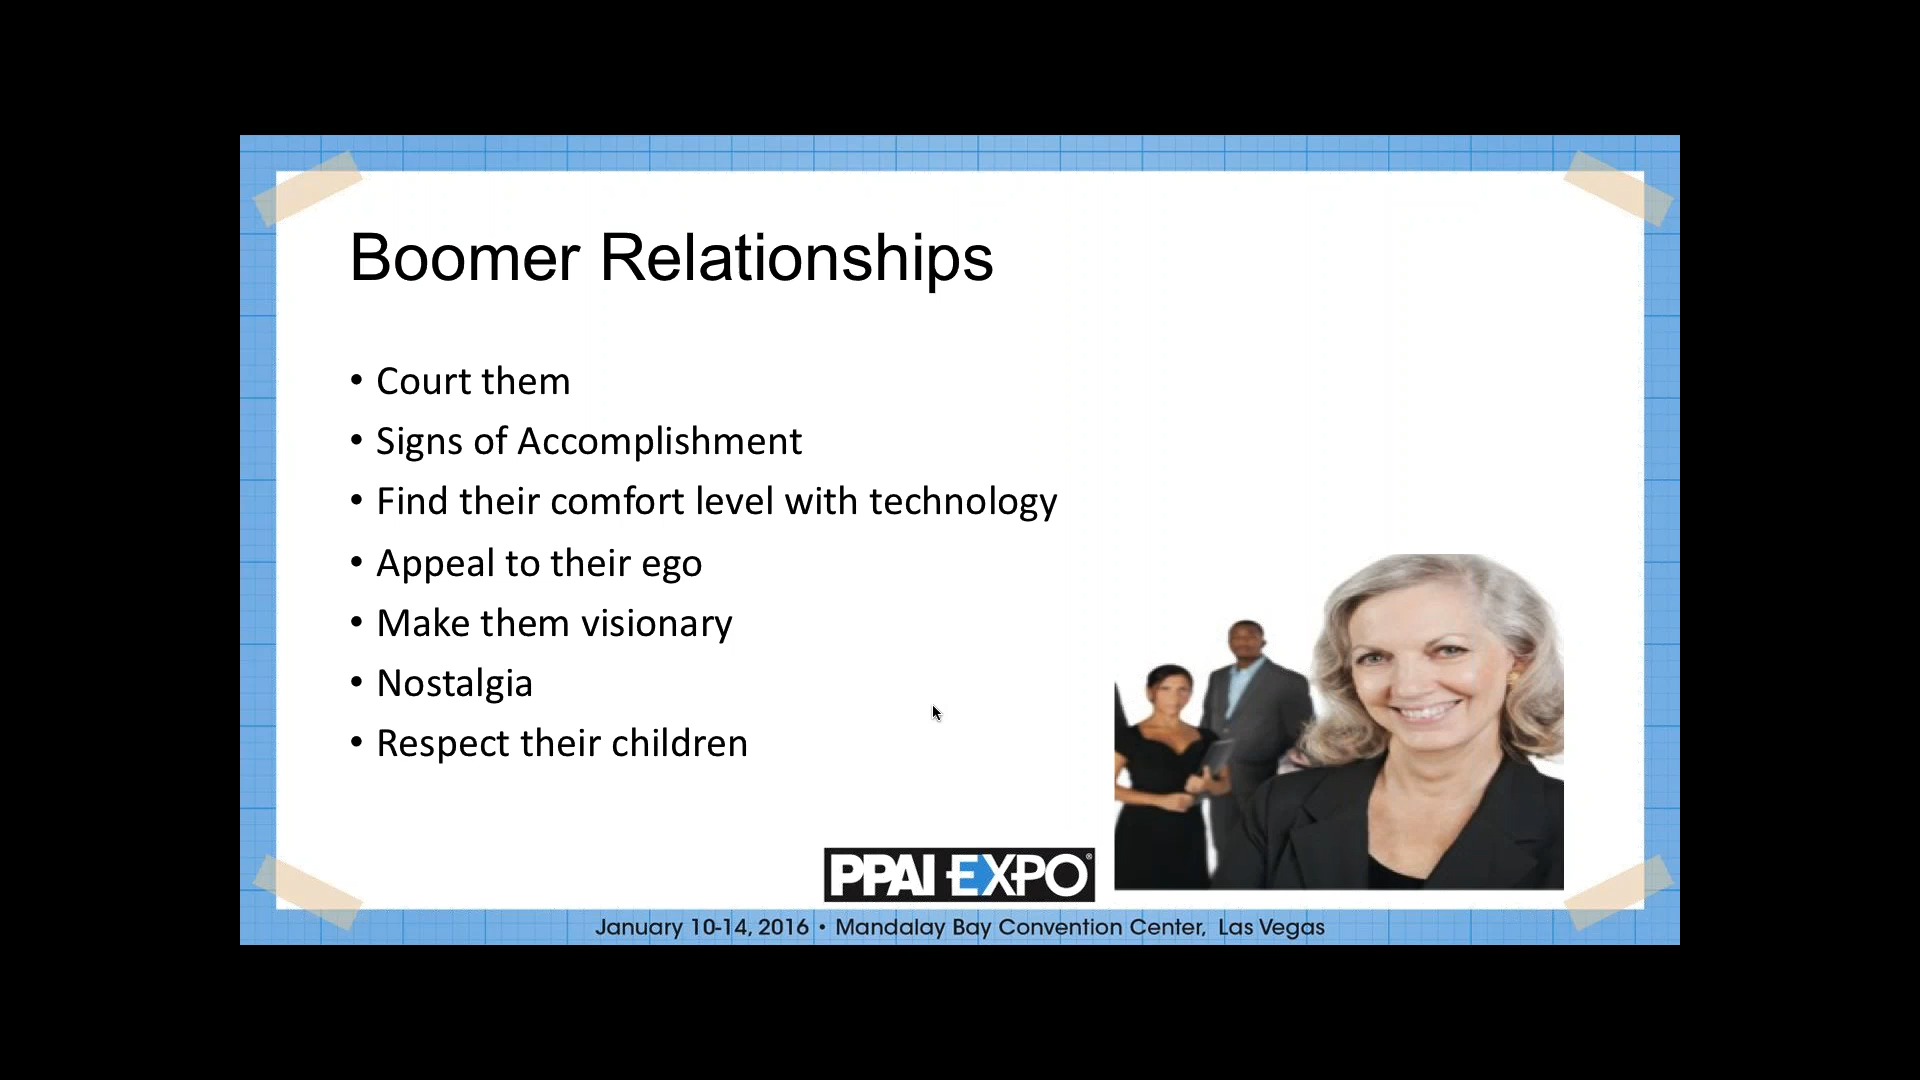 Boomer Relationships
• Court them
• Signs of Accomplishment
• Find their comfort level with technology
• Appeal to their ego
• Make them visionary
• Nostalgia
• Respect their children
PPAI EXPO®
January 10-14, 2016 • Mandalay Bay Convention Center, Las Vegas